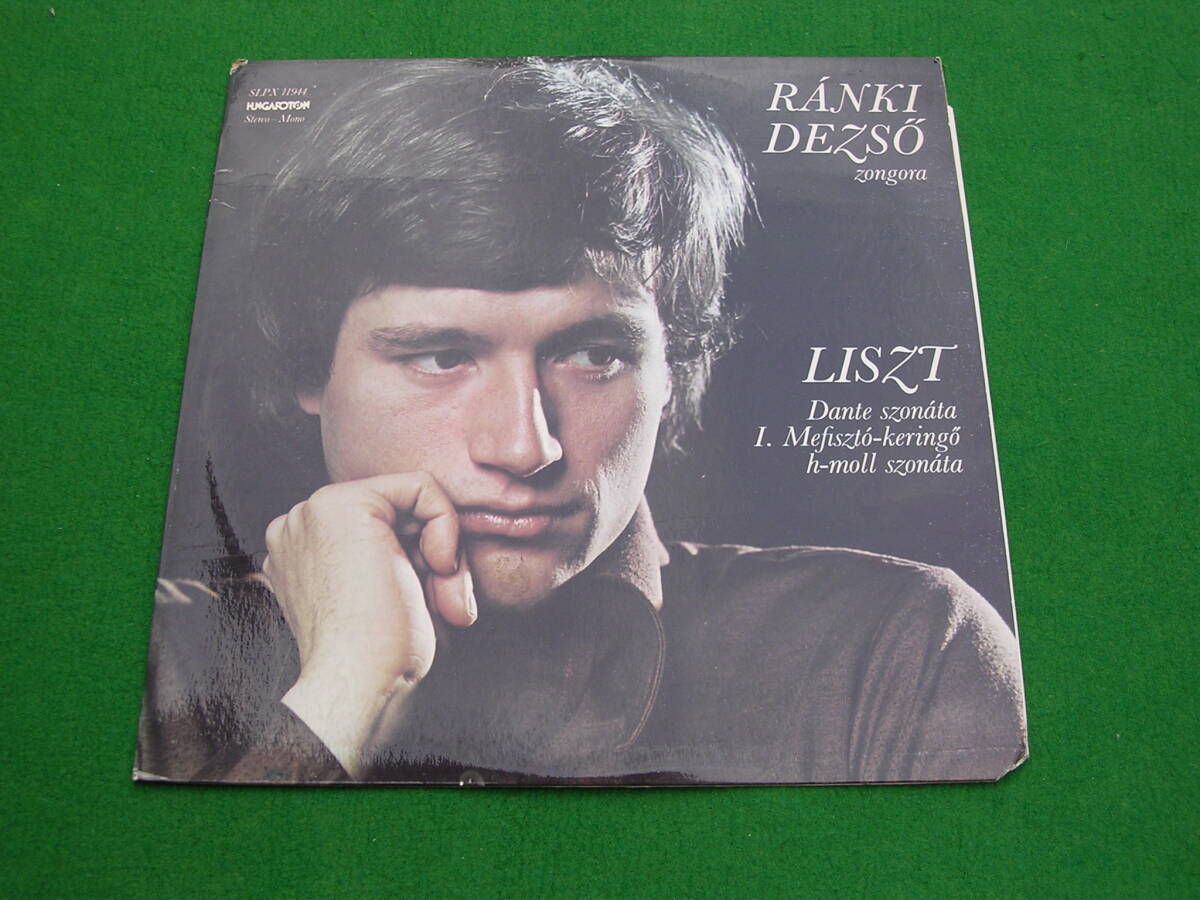 SLPX 11944
HUNGAROTON
Stereo - Mono
RÁNKI
DEZSŐ
zongora
LISZT
Dante szonáta
I. Mefisztó-keringő
h-moll szonáta